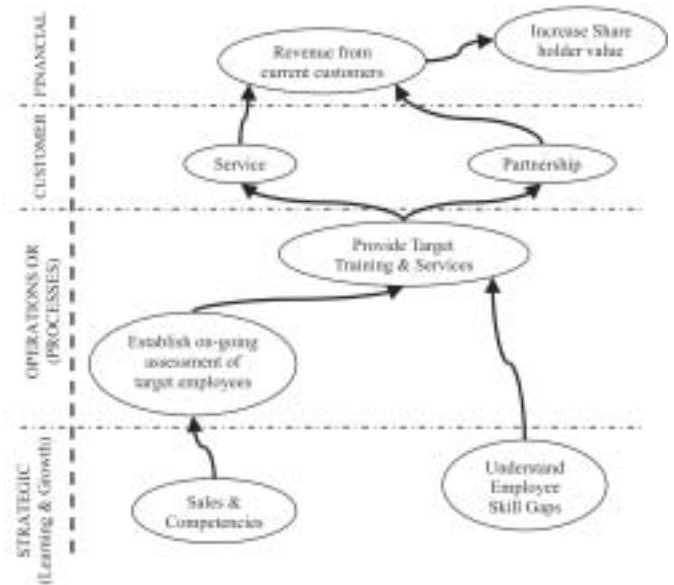 FINANCIAL
Revenue from
current customers
Increase Share
holder value
CUSTOMER
Service
Partnership
OPERATIONS OR
(PROCESSES)
Provide Target
Training & Services
Establish on-going
assessment of
target employees
STRATEGIC
(Learning & Growth)
Sales &
Competencies
Understand
Employee
Skill Gaps